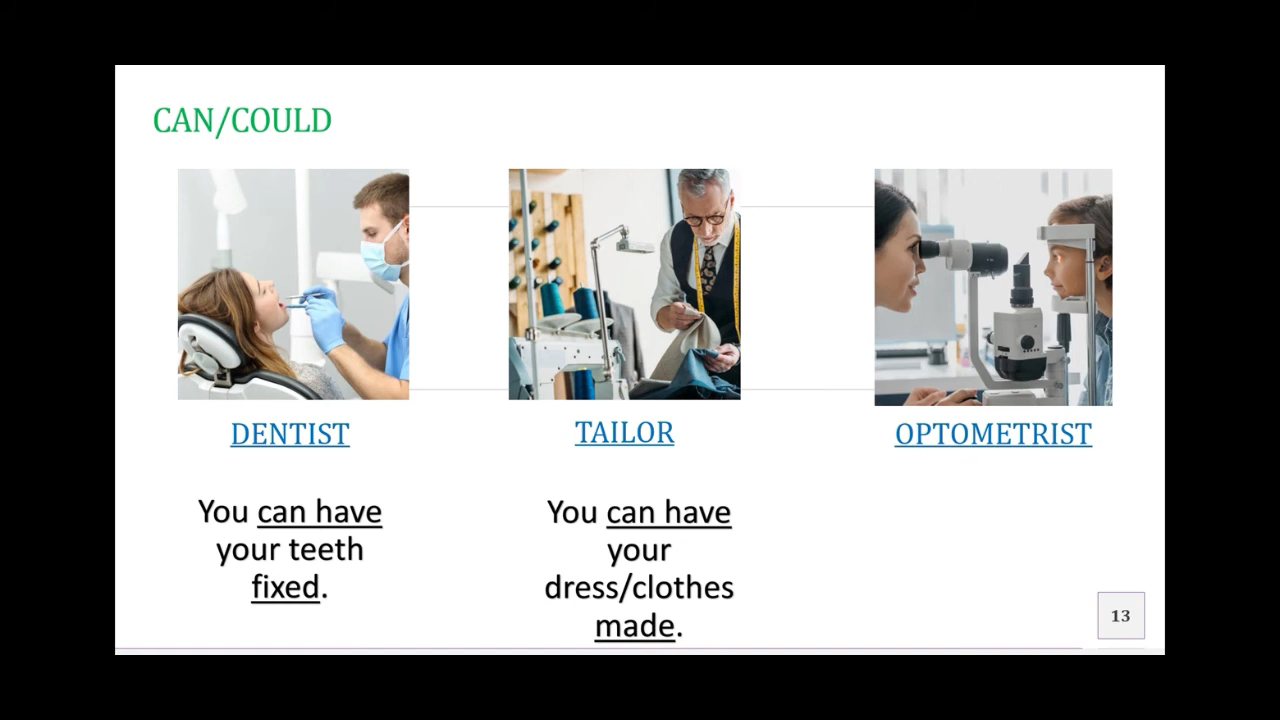 CAN/COULD
DENTIST
TAILOR
OPTOMETRIST
You can have
your teeth
fixed.
You can have
your
dress/clothes
made.
13